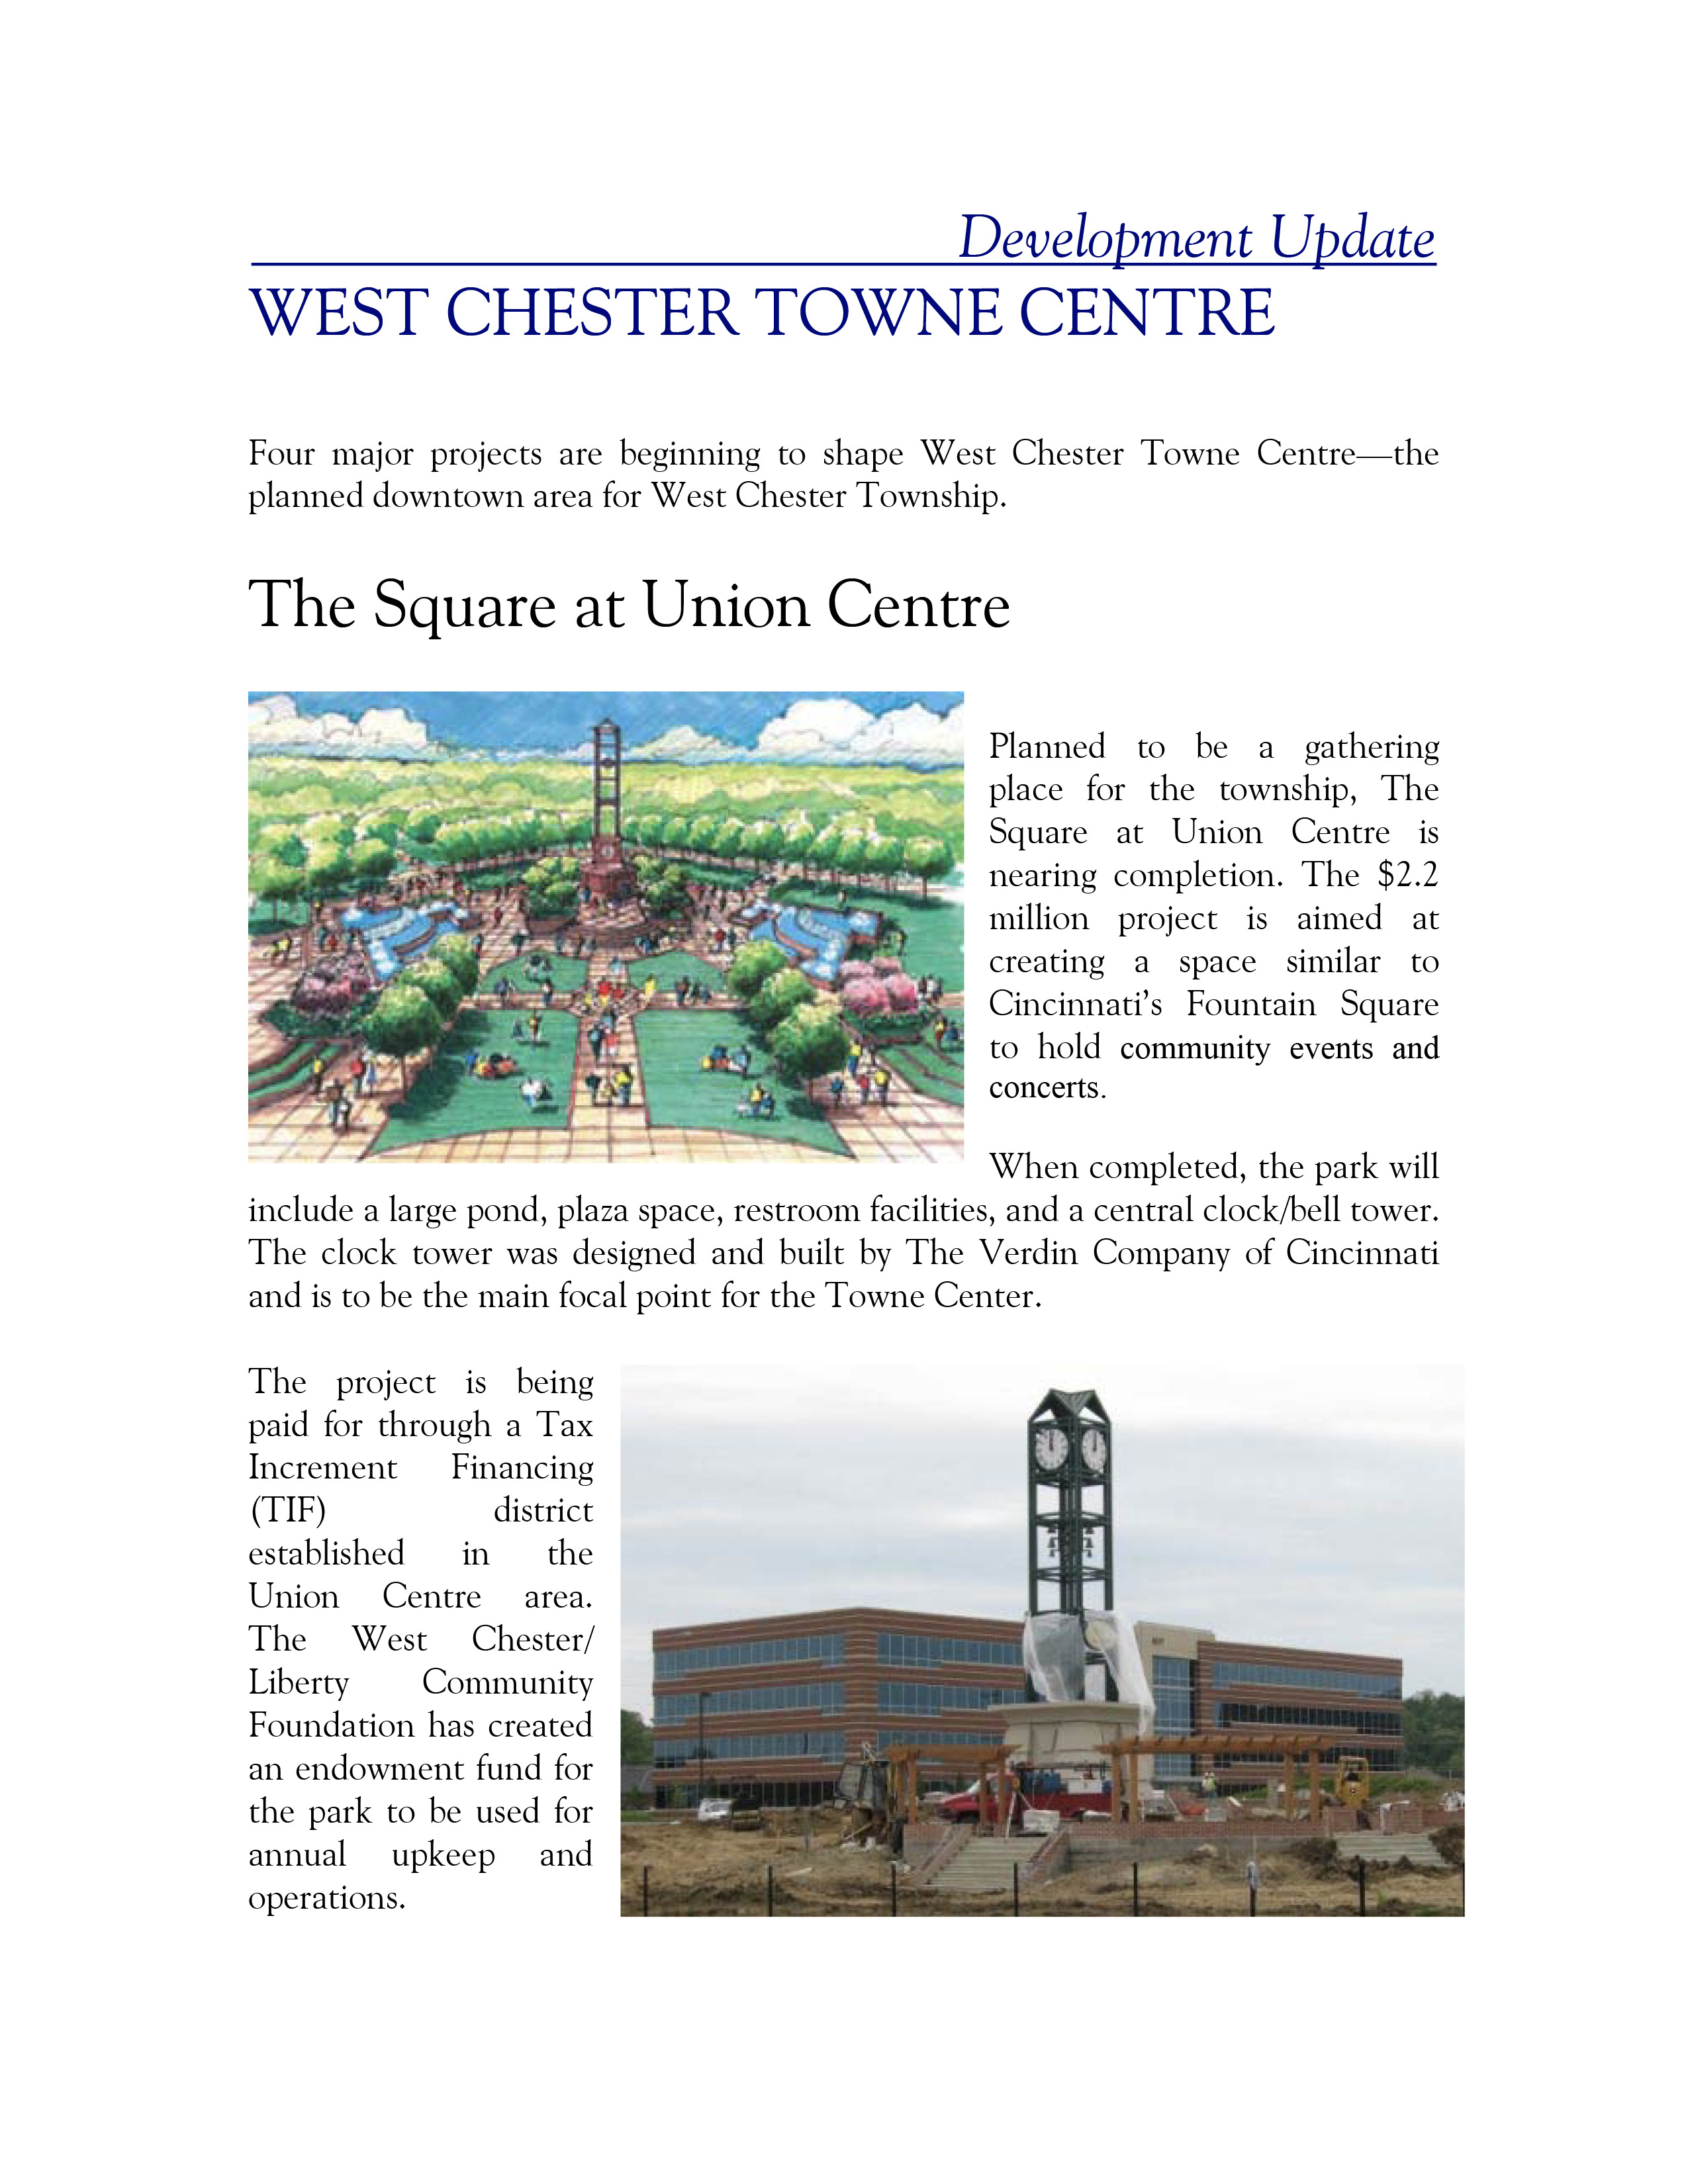 Development Update
WEST CHESTER TOWNE CENTRE
Four major projects are beginning to shape West Chester Towne Centre—the
planned downtown area for West Chester Township.
The Square at Union Centre
Planned to be a gathering
place for the township, The
Square at Union Centre is
nearing completion. The $2.2
million project is aimed at
creating a space similar to
Cincinnati's Fountain Square
to hold community events and
concerts.
When completed, the park will
include a large pond, plaza space, restroom facilities, and a central clock/bell tower.
The clock tower was designed and built by The Verdin Company of Cincinnati
and is to be the main focal point for the Towne Center.
The project is being
paid for through a Tax
Increment Financing
(TIF) district
established in the
Union Centre area.
The West Chester/
Liberty Community
Foundation has created
an endowment fund for
the park to be used for
annual upkeep and
operations.